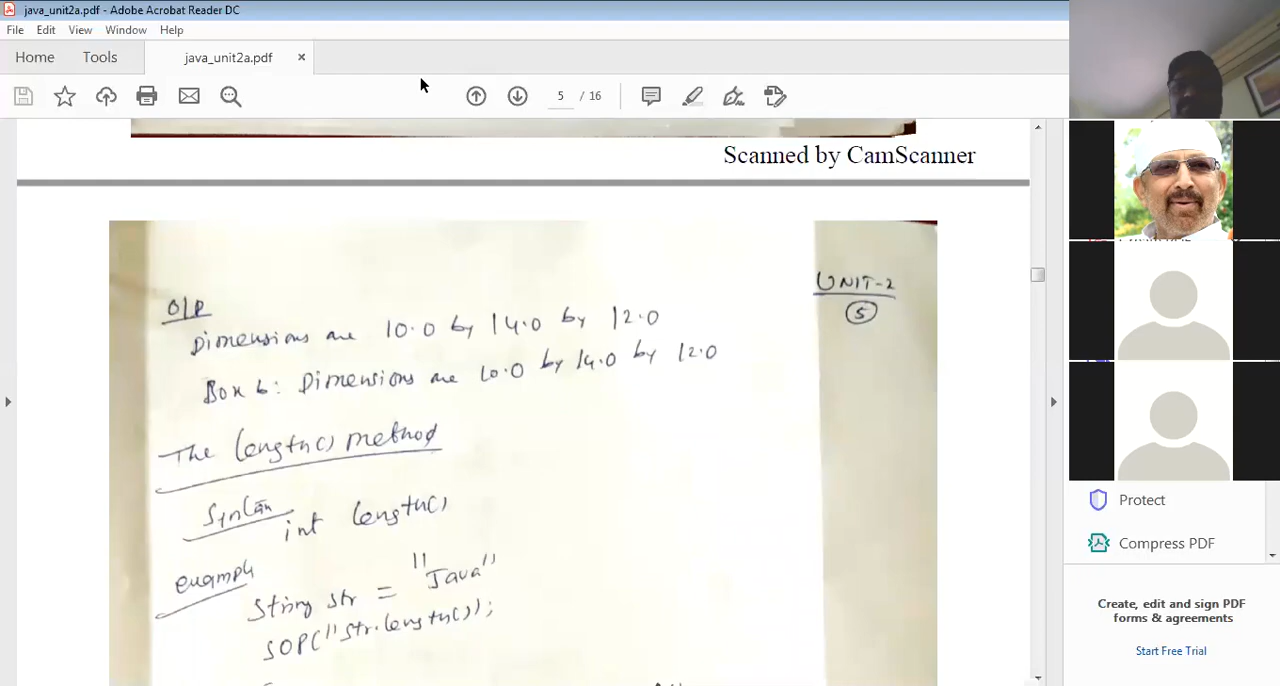 java_unit2a.pdf - Adobe Acrobat Reader DC
File Edit View Window Help
Home Tools java_unit2a.pdf ×
5 / 16
Scanned by CamScanner
UNIT-2
5
O/P
Dimensions are 10.0 by 14.0 by 12.0
Box b: Dimensions are 10.0 by 14.0 by 12.0
The length() method
Syntax
int length()
example
String str = "Java"
SOP("str.length());
Protect
Compress PDF
Create, edit and sign PDF
forms & agreements
Start Free Trial